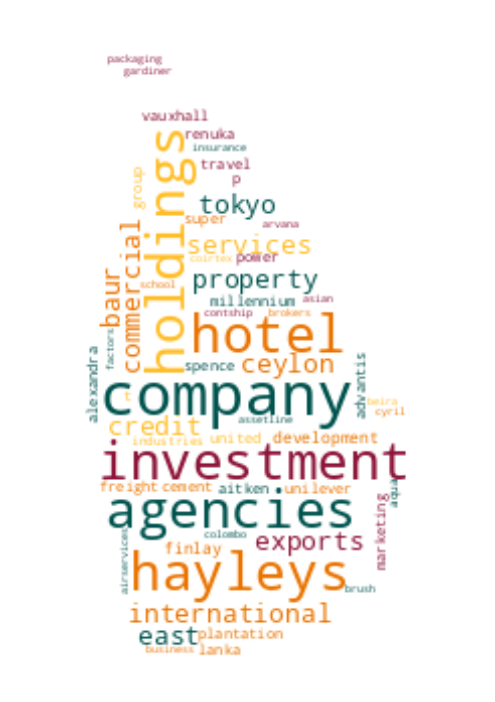 packaging
gardiner
vauxhall
renuka
insurance
holdings
travel
group
p
tokyo
super
arvana
services
commercial
coirtex
power
baur
property
school
millennium
asian
contship
brokers
hotel
factors
spence
ceylon
alexandra
advantis
company
t
beira
cyril
assetline
credit
industries
united
development
investment
freight
cement
aitken
unilever
aqua
agencies
marketing
colombo
exports
airservices
finlay
hayleys
brush
international
east
plantation
business
lanka